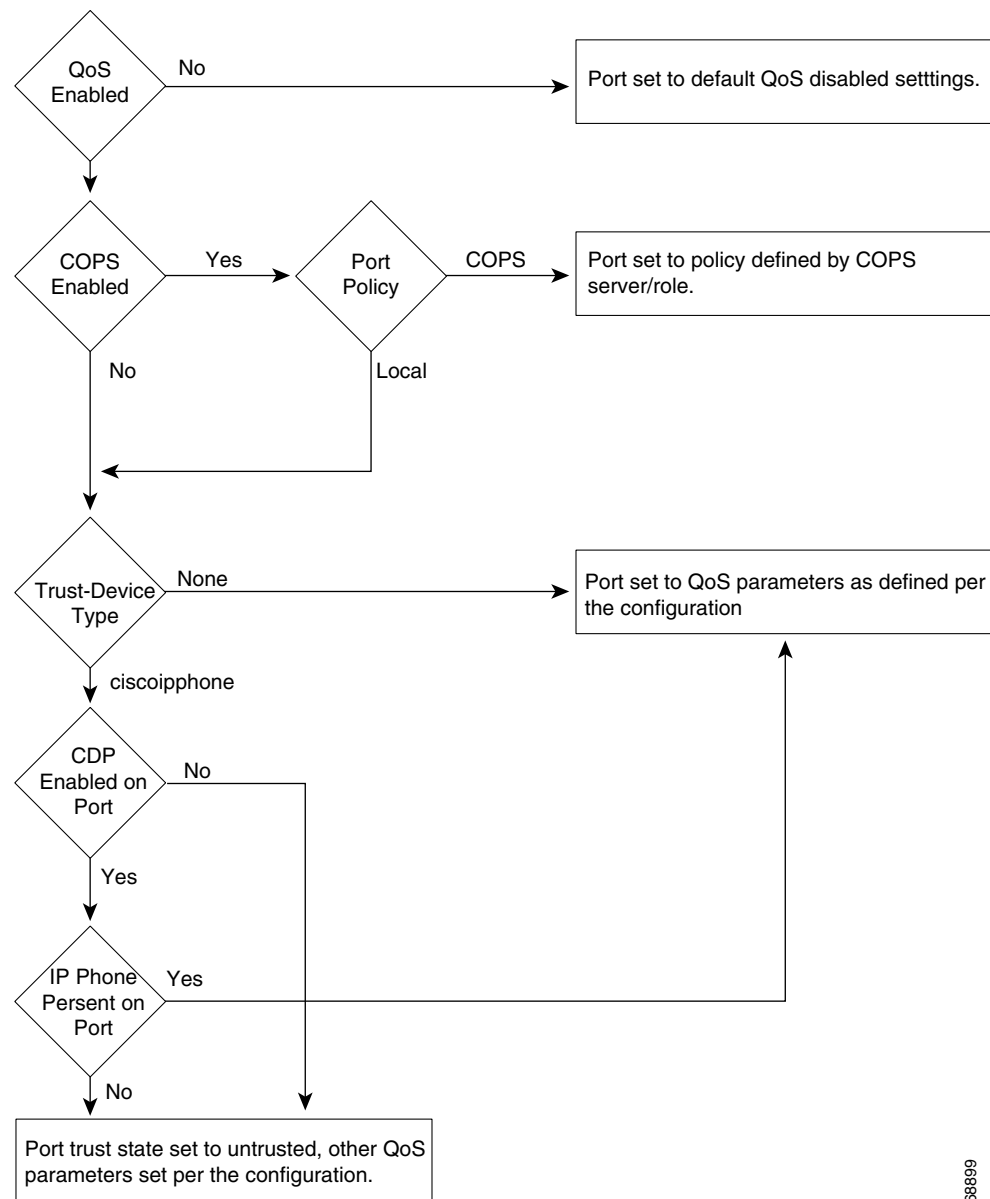 QoS
Enabled
No
Port set to default QoS disabled setttings.
COPS
Enabled
Yes
Port
Policy
COPS
Port set to policy defined by COPS
server/role.
No
Local
Trust-Device
Type
None
Port set to QoS parameters as defined per
the configuration
ciscoipphone
CDP
Enabled on
Port
No
Yes
IP Phone
Persent on
Port
Yes
No
Port trust state set to untrusted, other QoS
parameters set per the configuration.
68899